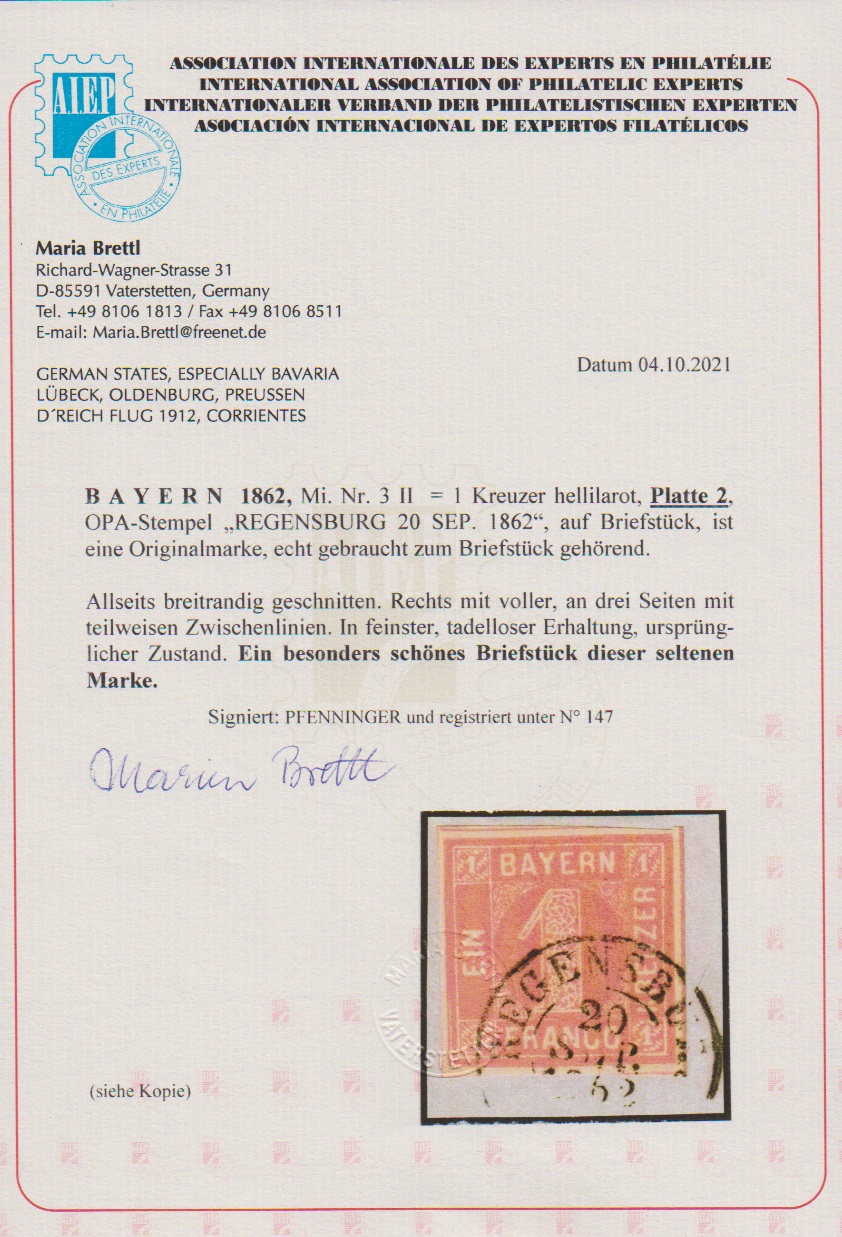 ASSOCIATION INTERNATIONALE DES EXPERTS EN PHILATÉLIE
INTERNATIONAL ASSOCIATION OF PHILATELIC EXPERTS
INTERNATIONALER VERBAND DER PHILATELISTISCHEN EXPERTEN
ASOCIACIÓN INTERNACIONAL DE EXPERTOS FILATÉLICOS
A.I.E.P
ASSOCIATION INTERNATIONALE
DES EXPERTS
• EN PHILATÉLIE •
Maria Brettl
Richard-Wagner-Strasse 31
D-85591 Vaterstetten, Germany
Tel. +49 8106 1813 / Fax +49 8106 8511
E-mail: Maria.Brettl@freenet.de
GERMAN STATES, ESPECIALLY BAVARIA
LÜBECK, OLDENBURG, PREUSSEN
D´REICH FLUG 1912, CORRIENTES
Datum 04.10.2021
B A Y E R N 1862, Mi. Nr. 3 II = 1 Kreuzer hellilarot, Platte 2,
OPA-Stempel „REGENSBURG 20 SEP. 1862“, auf Briefstück, ist
eine Originalmarke, echt gebraucht zum Briefstück gehörend.
Allseits breitrandig geschnitten. Rechts mit voller, an drei Seiten mit
teilweisen Zwischenlinien. In feinster, tadelloser Erhaltung, ursprüng-
licher Zustand. Ein besonders schönes Briefstück dieser seltenen
Marke.
Signiert: PFENNINGER und registriert unter N° 147
Maria Brettl
1 BAYERN 1
EIN
1
FRANCO
1
20
VATERSTETTEN
(siehe Kopie)